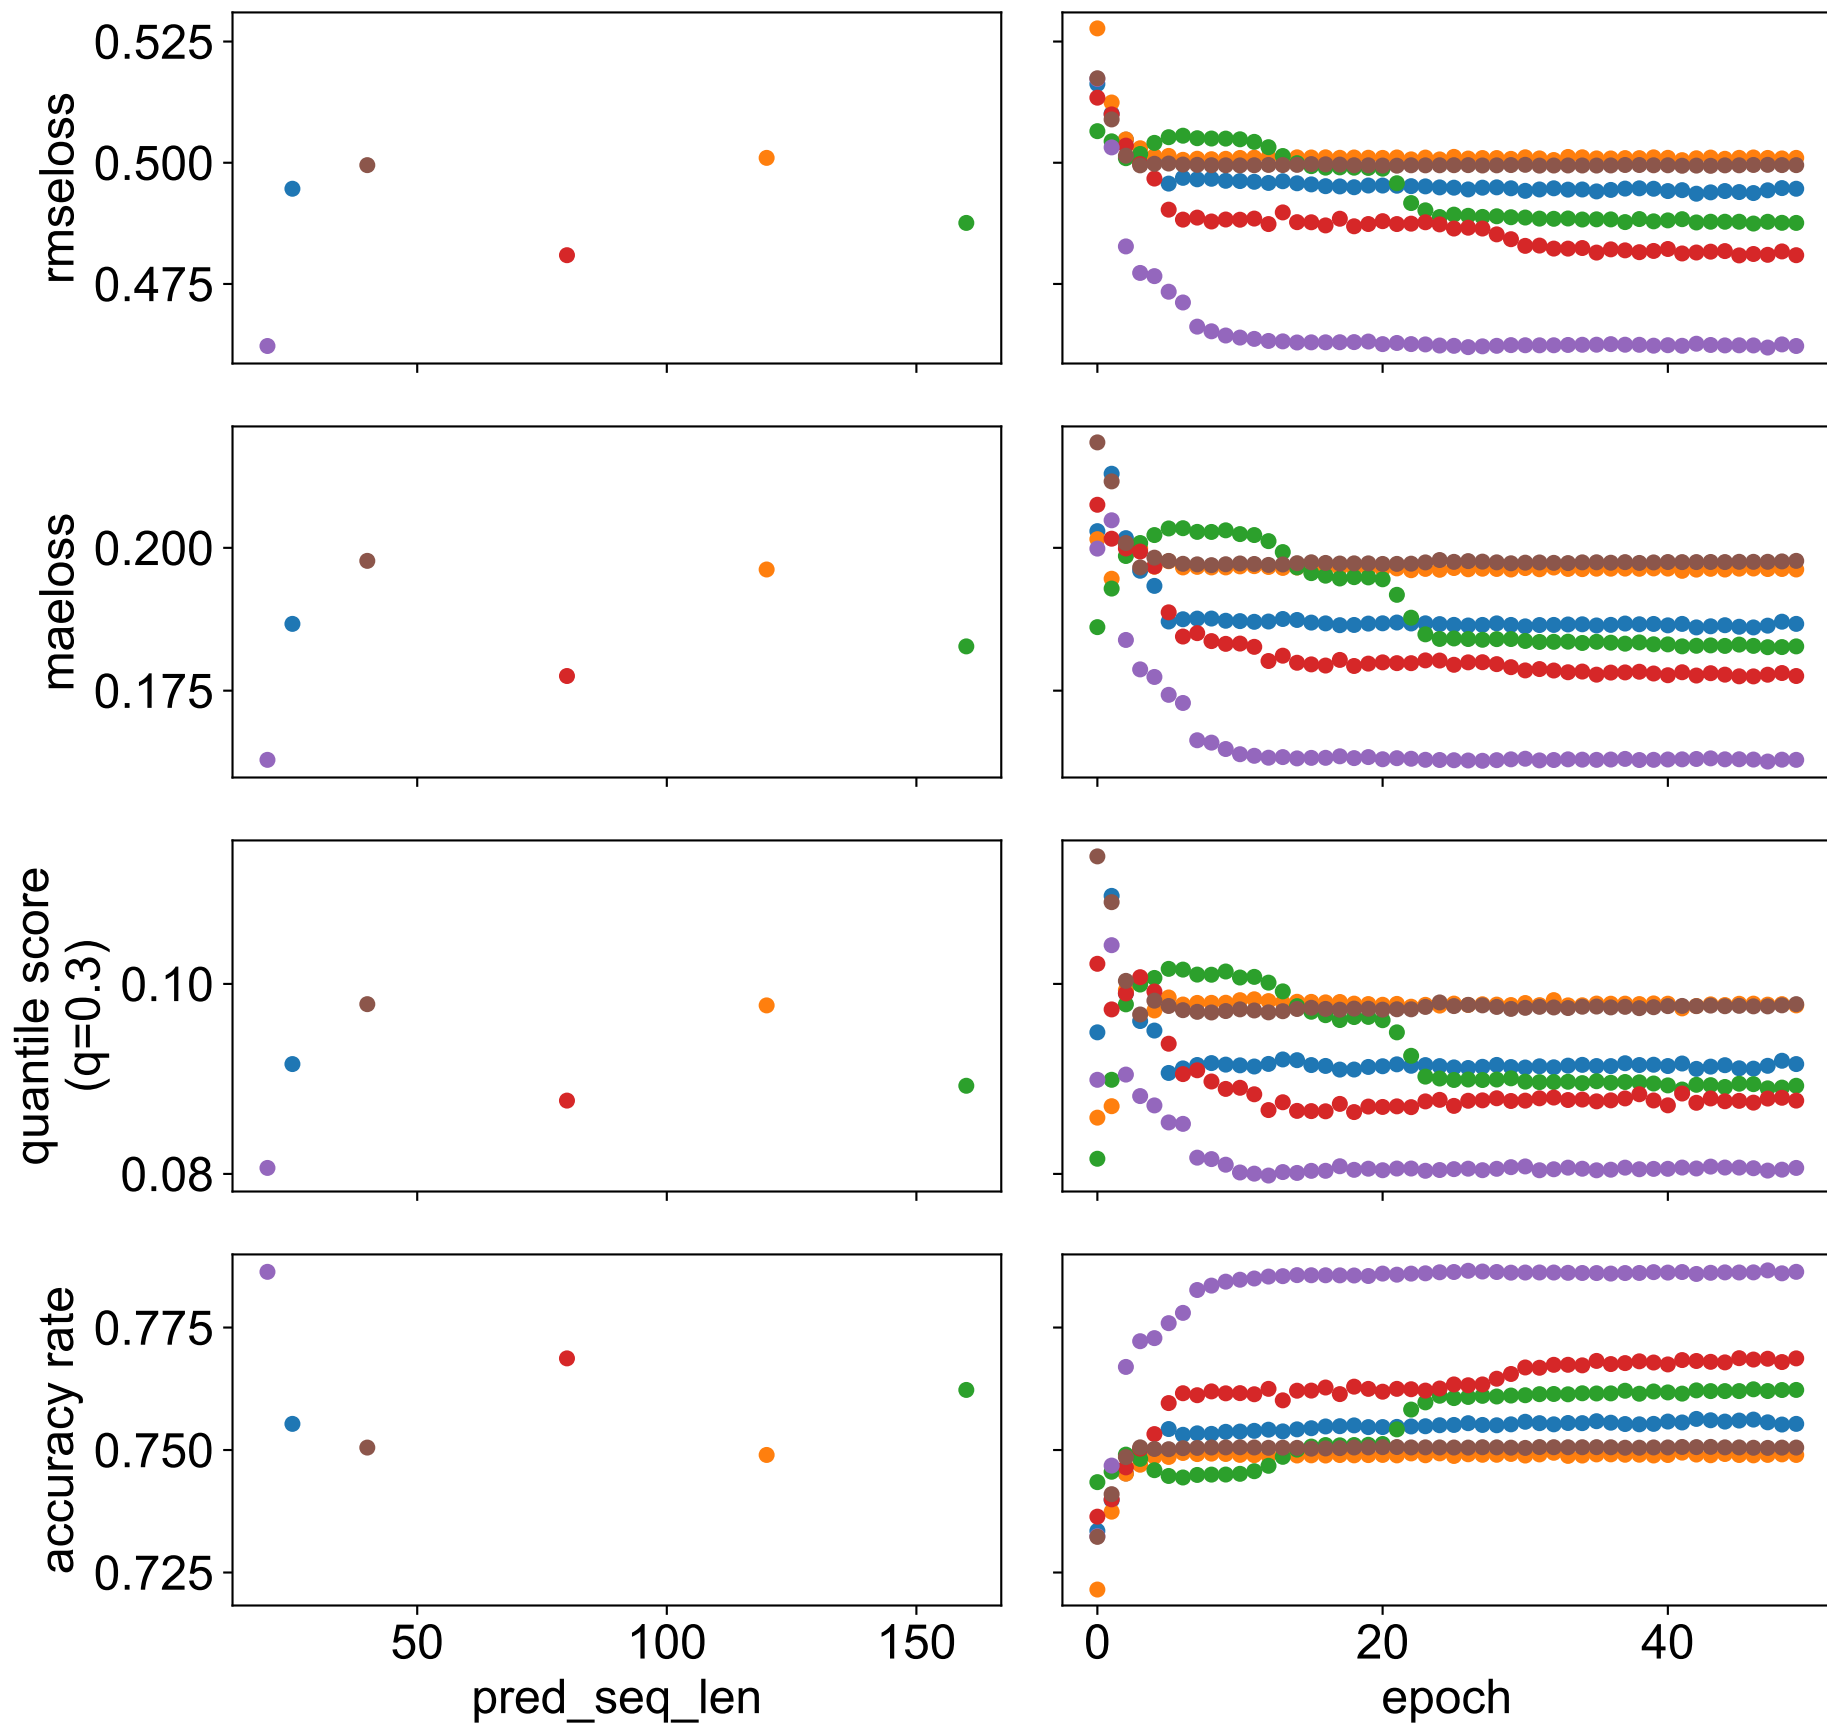 0.525
0.500
0.475
rmseloss
0.200
0.175
maeloss
0.10
0.08
quantile score
(q=0.3)
0.775
0.750
0.725
accuracy rate
50 100 150
pred_seq_len
0 20 40
epoch